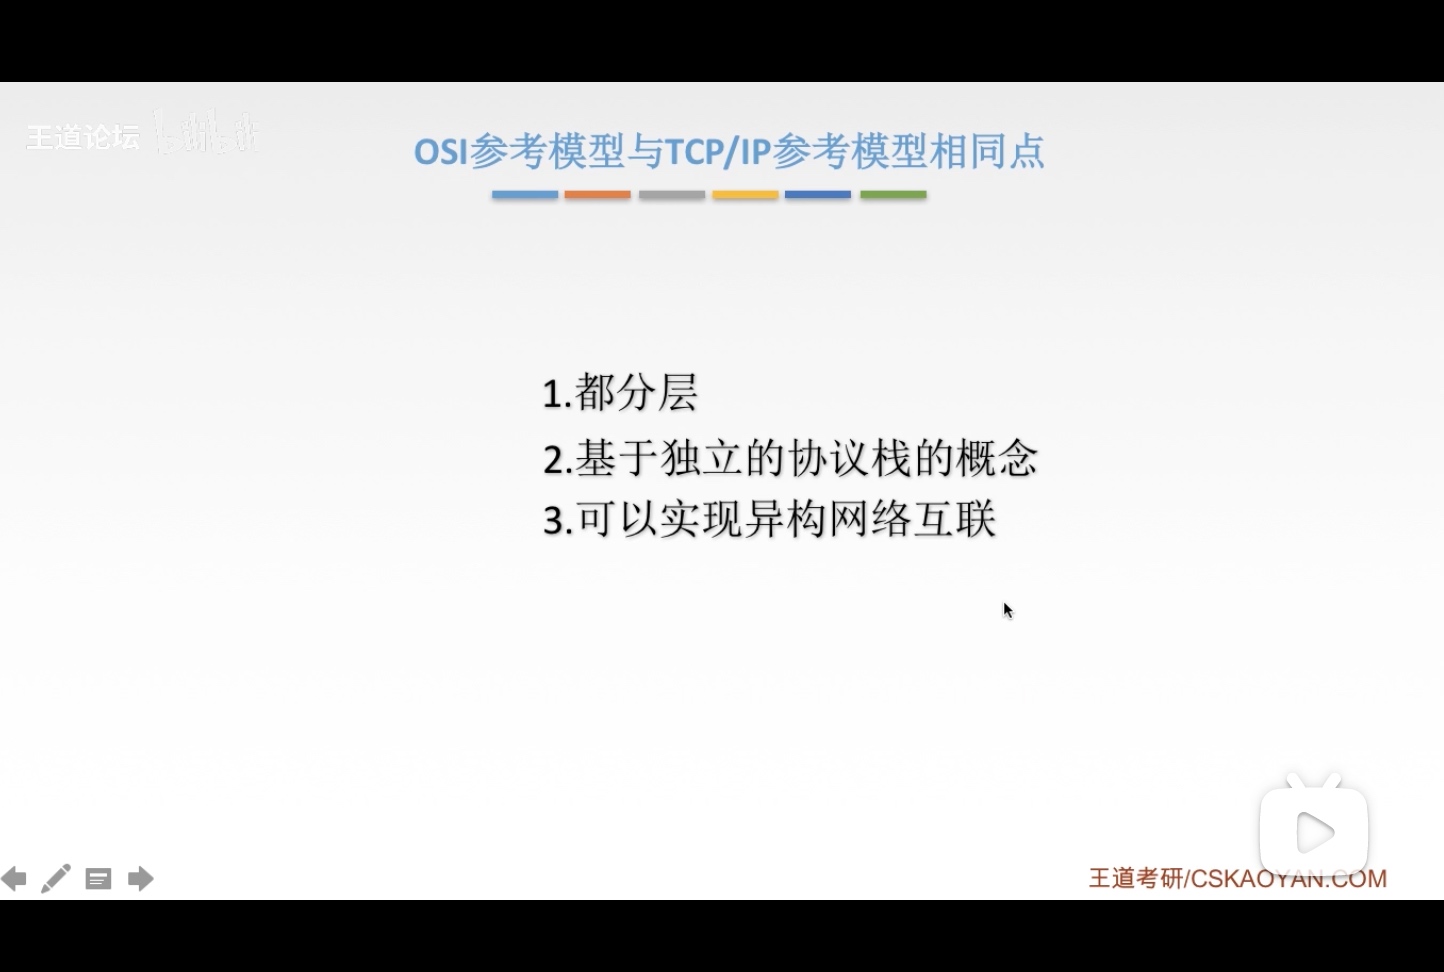 王道论坛 bilibili
OSI参考模型与TCP/IP参考模型相同点
1.都分层
2.基于独立的协议栈的概念
3.可以实现异构网络互联
王道考研/CSKAOYAN.COM